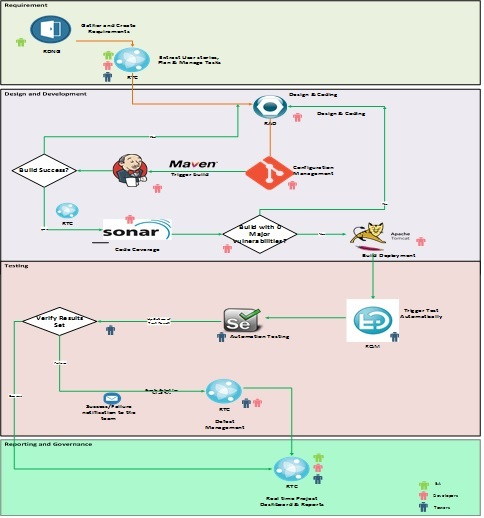 Requirement
Gather and Create
Requirements
RDNG
Extract User stories,
Plan & Manage Tasks
RTC
Design and Development
Design & Coding
Design & Coding
RAD
Maven
Trigger build
Configuration
Management
Build Success?
RTC
sonar
Code Coverage
Build with 0
Major
vulnerabilities?
Apache
Tomcat
Build Deployment
Testing
Verify Results
Set
Se
Automation Testing
Trigger Test
Automatically
RQM
Success/Failure
notification to the
team
RTC
Defect
Management
Reporting and Governance
RTC
Real time Project
Dashboard & Reports
BA
Developers
Testers